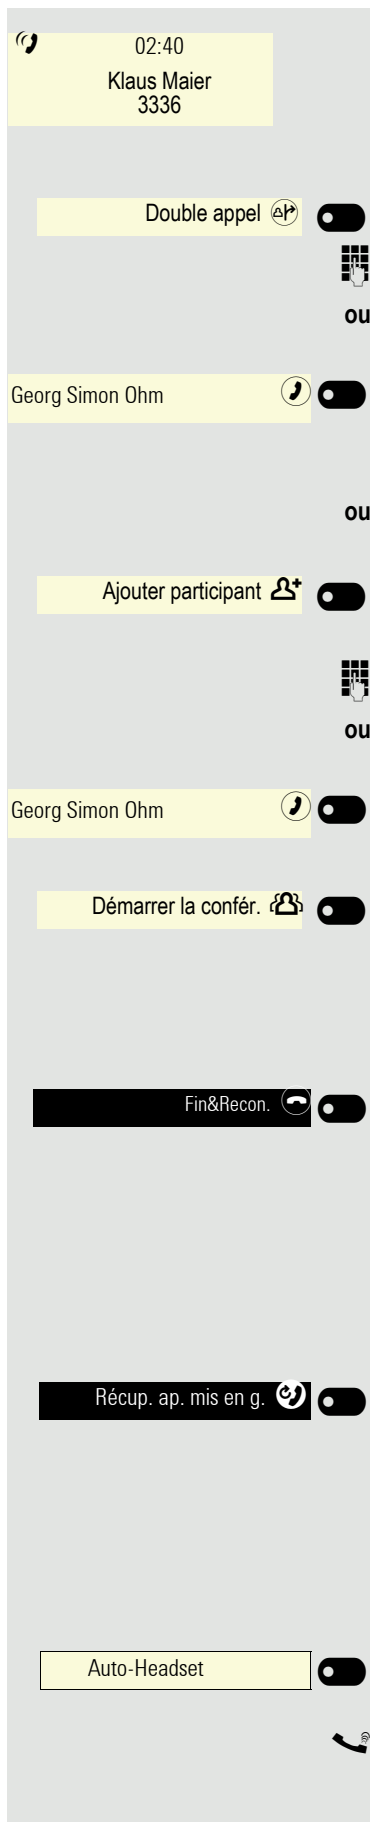 02:40
Klaus Maier
3336
Double appel
ou
Georg Simon Ohm
ou
Ajouter participant
ou
Georg Simon Ohm
Démarrer la confér.
Fin&Recon.
Récup. ap. mis en g.
Auto-Headset